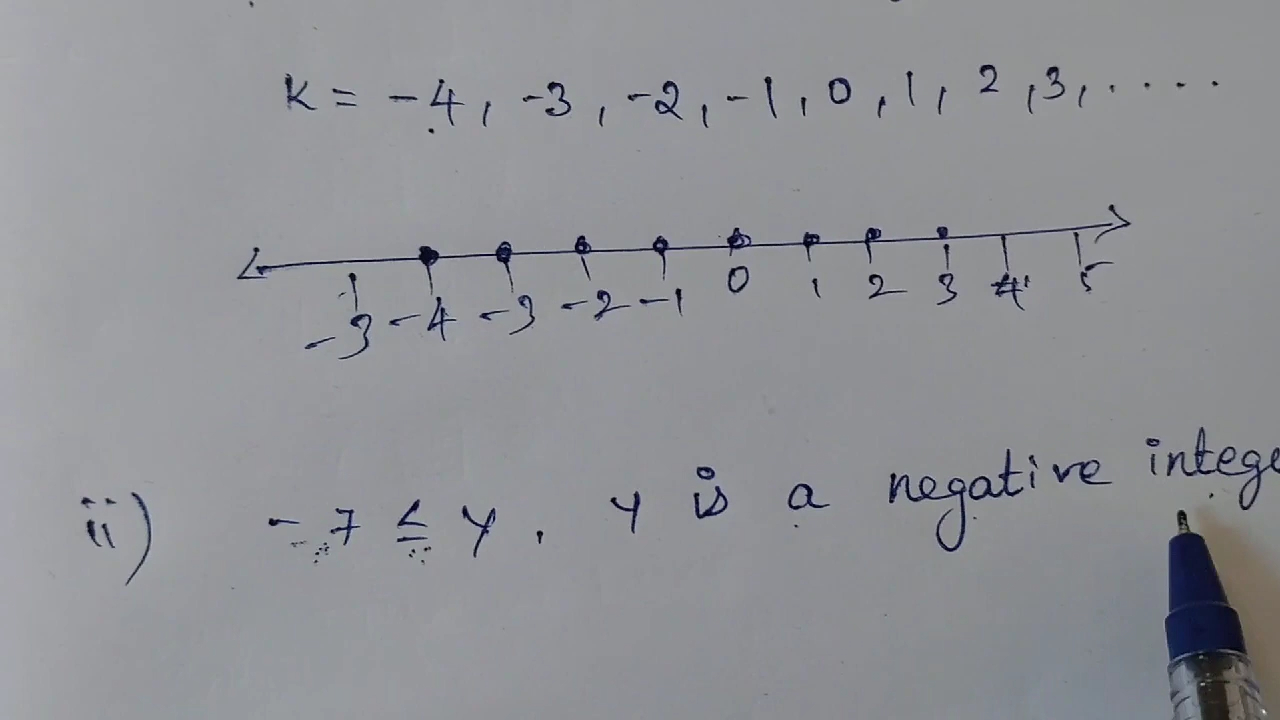 K = -4, -3, -2, -1, 0, 1, 2, 3, ....
-3 -4 -3 -2 -1 0 1 2 3 4 5
ii) -7 ≤ y, y is a negative intege